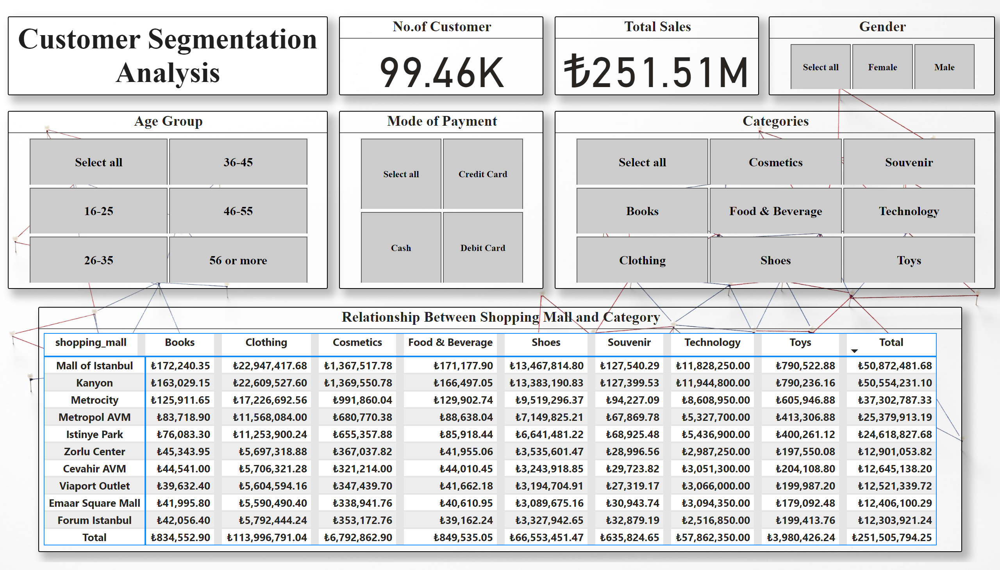 Customer Segmentation
Analysis
No.of Customer
99.46K
Total Sales
₺251.51M
Gender
Select all Female Male
Age Group
Select all 36-45
16-25 46-55
26-35 56 or more
Mode of Payment
Select all Credit Card
Cash Debit Card
Categories
Select all Cosmetics Souvenir
Books Food & Beverage Technology
Clothing Shoes Toys
Relationship Between Shopping Mall and Category
shopping_mall Books Clothing Cosmetics Food & Beverage Shoes Souvenir Technology Toys Total
Mall of Istanbul ₺172,240.35 ₺22,947,417.68 ₺1,367,517.78 ₺171,177.90 ₺13,467,814.80 ₺127,540.29 ₺11,828,250.00 ₺790,522.88 ₺50,872,481.68
Kanyon ₺163,029.15 ₺22,609,527.60 ₺1,369,550.78 ₺166,497.05 ₺13,383,190.83 ₺127,399.53 ₺11,944,800.00 ₺790,236.16 ₺50,554,231.10
Metrocity ₺125,911.65 ₺17,226,692.56 ₺991,860.04 ₺129,902.74 ₺9,519,296.37 ₺94,227.09 ₺8,608,950.00 ₺605,946.88 ₺37,302,787.33
Metropol AVM ₺83,718.90 ₺11,568,084.00 ₺680,770.38 ₺88,638.04 ₺7,149,825.21 ₺67,869.78 ₺5,327,700.00 ₺413,306.88 ₺25,379,913.19
Istinye Park ₺76,083.30 ₺11,253,900.24 ₺655,357.88 ₺85,918.44 ₺6,641,481.22 ₺68,925.48 ₺5,436,900.00 ₺400,261.12 ₺24,618,827.68
Zorlu Center ₺45,343.95 ₺5,697,318.88 ₺367,037.82 ₺41,955.06 ₺3,535,601.47 ₺28,996.56 ₺2,987,250.00 ₺197,550.08 ₺12,901,053.82
Cevahir AVM ₺44,541.00 ₺5,706,321.28 ₺321,214.00 ₺44,010.45 ₺3,243,918.85 ₺29,723.82 ₺3,051,300.00 ₺204,108.80 ₺12,645,138.20
Viaport Outlet ₺39,632.40 ₺5,604,594.16 ₺347,439.70 ₺41,662.18 ₺3,194,704.91 ₺27,319.17 ₺3,066,000.00 ₺199,987.20 ₺12,521,339.72
Emaar Square Mall ₺41,995.80 ₺5,590,490.40 ₺338,941.76 ₺40,610.95 ₺3,089,675.16 ₺30,943.74 ₺3,094,350.00 ₺179,092.48 ₺12,406,100.29
Forum Istanbul ₺42,056.40 ₺5,792,444.24 ₺353,172.76 ₺39,162.24 ₺3,327,942.65 ₺32,879.19 ₺2,516,850.00 ₺199,413.76 ₺12,303,921.24
Total ₺834,552.90 ₺113,996,791.04 ₺6,792,862.90 ₺849,535.05 ₺66,553,451.47 ₺635,824.65 ₺57,862,350.00 ₺3,980,426.24 ₺251,505,794.25